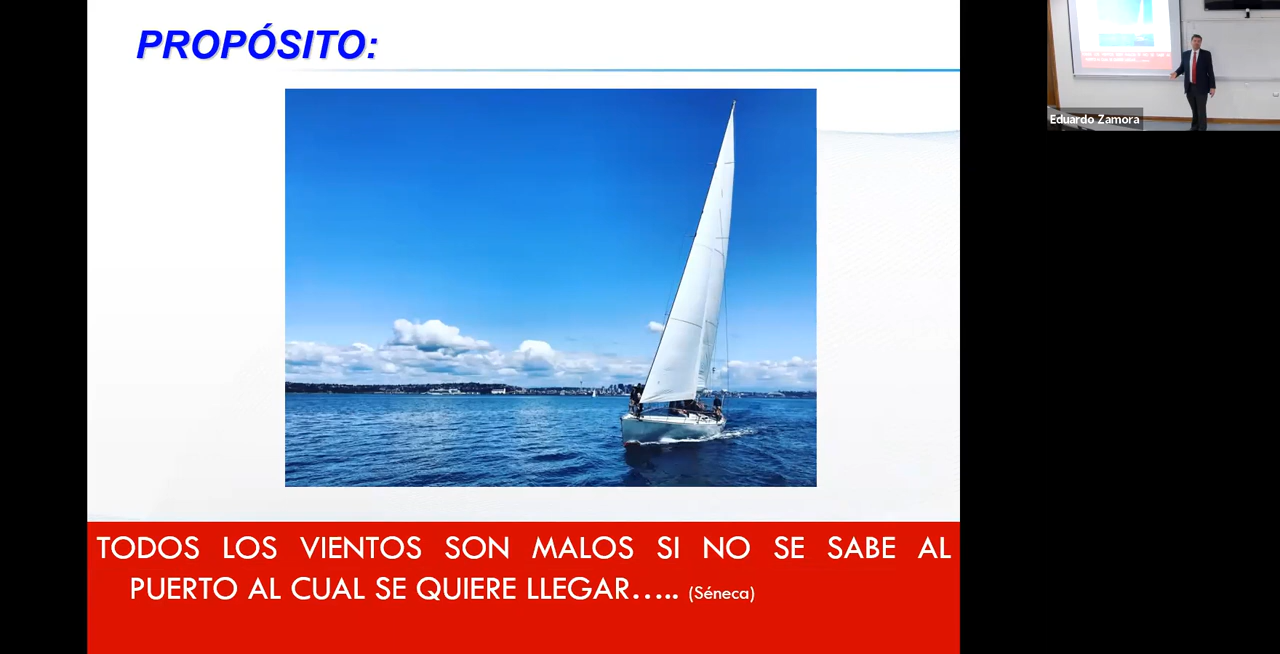 PROPÓSITO:
TODOS LOS VIENTOS SON MALOS SI NO SE SABE AL
PUERTO AL CUAL SE QUIERE LLEGAR..... (Séneca)
Eduardo Zamora